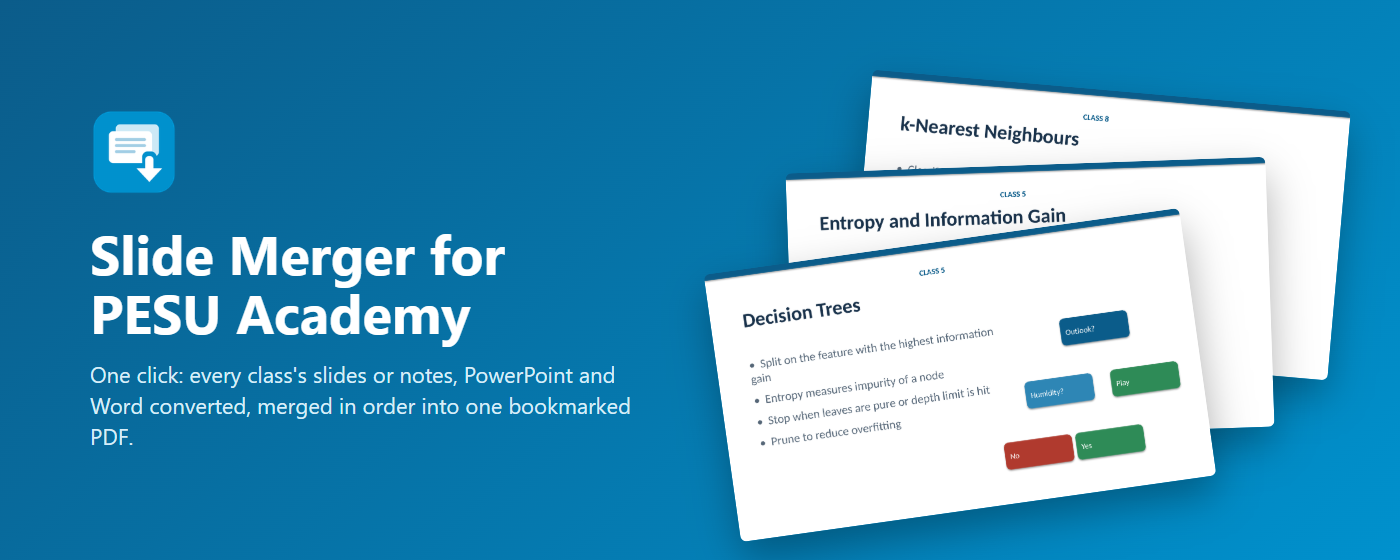 Slide Merger for
PESU Academy
One click: every class's slides or notes, PowerPoint and
Word converted, merged in order into one bookmarked
PDF.
CLASS 8
k-Nearest Neighbours
CLASS 5
Entropy and Information Gain
CLASS 5
Decision Trees
• Split on the feature with the highest information
gain
• Entropy measures impurity of a node
• Stop when leaves are pure or depth limit is hit
• Prune to reduce overfitting
Outlook?
Humidity?
Play
No
Yes